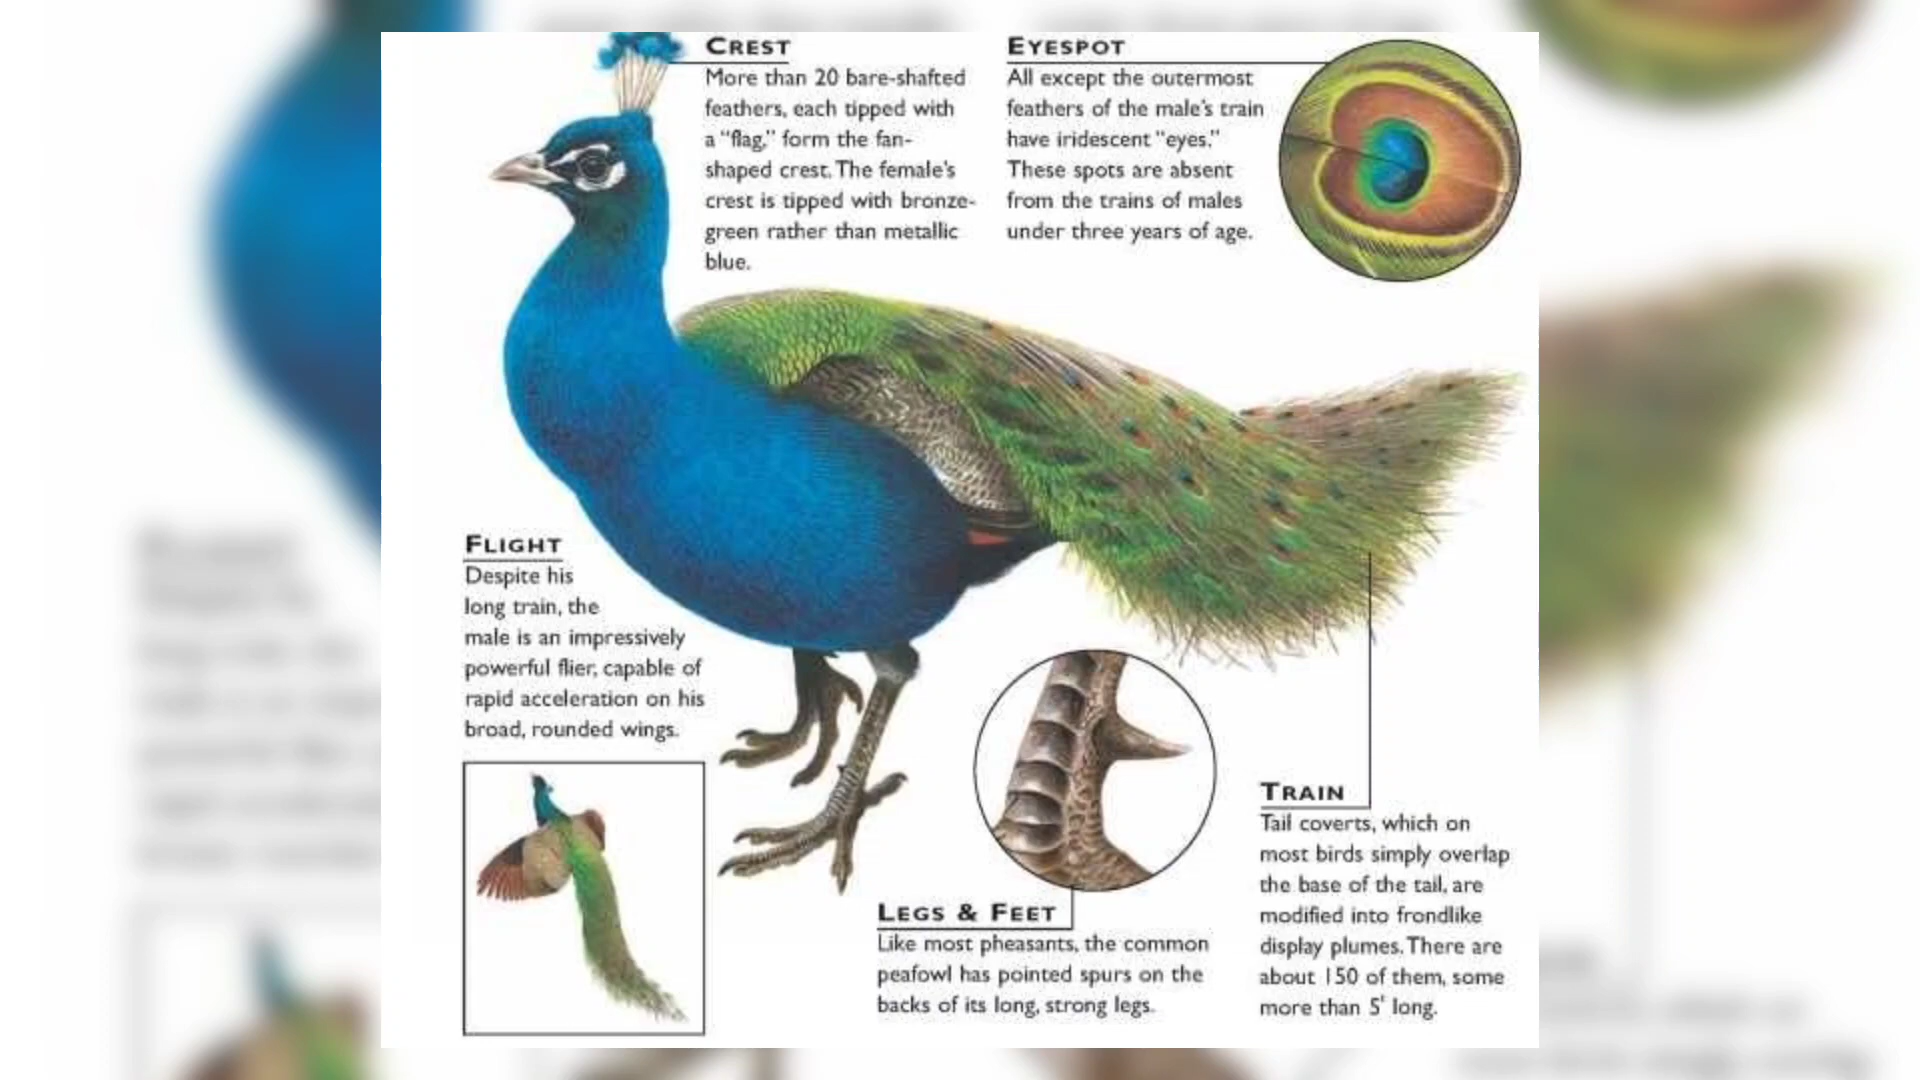 CREST
More than 20 bare-shafted
feathers, each tipped with
a “flag,” form the fan-
shaped crest. The female’s
crest is tipped with bronze-
green rather than metallic
blue.
EYESPOT
All except the outermost
feathers of the male’s train
have iridescent “eyes.”
These spots are absent
from the trains of males
under three years of age.
FLIGHT
Despite his
long train, the
male is an impressively
powerful flier, capable of
rapid acceleration on his
broad, rounded wings.
LEGS & FEET
Like most pheasants, the common
peafowl has pointed spurs on the
backs of its long, strong legs.
TRAIN
Tail coverts, which on
most birds simply overlap
the base of the tail, are
modified into frondlike
display plumes. There are
about 150 of them, some
more than 5' long.